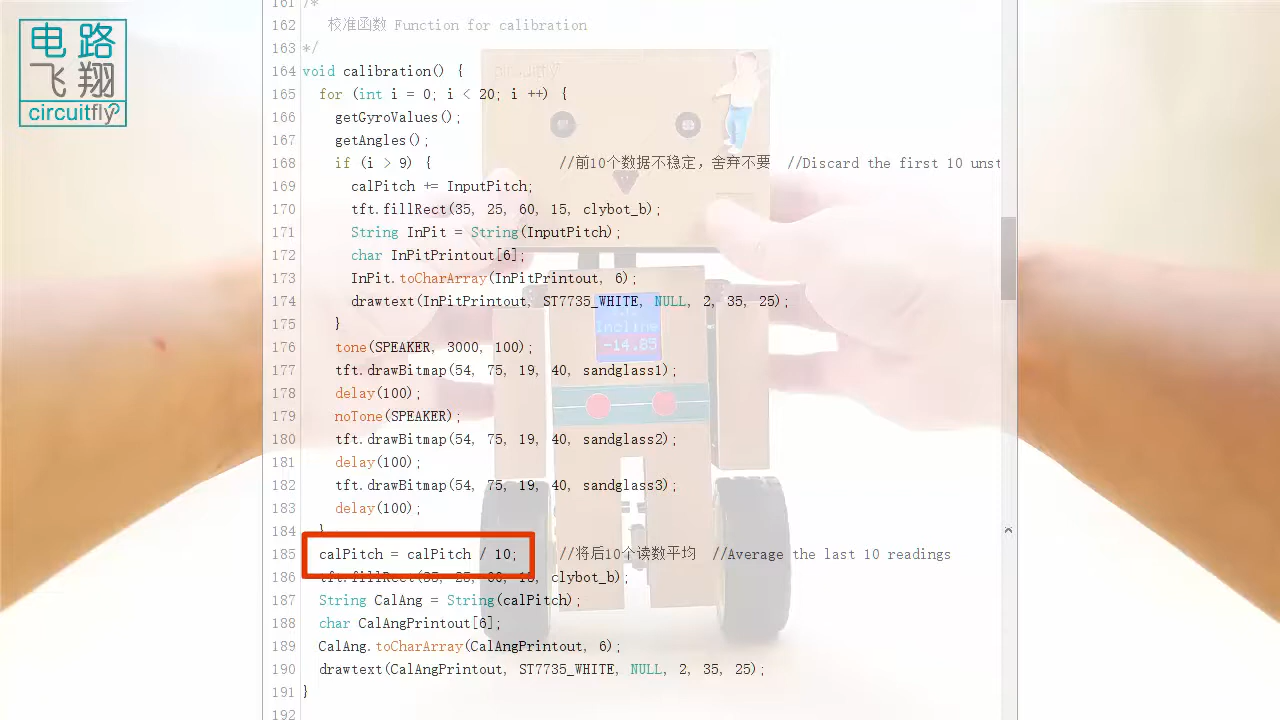 电路
飞翔
circuitfly
161 /*
162 校准函数 Function for calibration
163 */
164 void calibration() {
165 for (int i = 0; i < 20; i ++) {
166 getGyroValues();
167 getAngles();
168 if (i > 9) { //前10个数据不稳定，舍弃不要 //Discard the first 10 unst
169 calPitch += InputPitch;
170 tft.fillRect(35, 25, 60, 15, clybot_b);
171 String InPit = String(InputPitch);
172 char InPitPrintout[6];
173 InPit.toCharArray(InPitPrintout, 6);
174 drawtext(InPitPrintout, ST7735_WHITE, NULL, 2, 35, 25);
175 }
176 tone(SPEAKER, 3000, 100);
177 tft.drawBitmap(54, 75, 19, 40, sandglass1);
178 delay(100);
179 noTone(SPEAKER);
180 tft.drawBitmap(54, 75, 19, 40, sandglass2);
181 delay(100);
182 tft.drawBitmap(54, 75, 19, 40, sandglass3);
183 delay(100);
184 }
185 calPitch = calPitch / 10; //将后10个读数平均 //Average the last 10 readings
186 tft.fillRect(35, 25, 60, 15, clybot_b);
187 String CalAng = String(calPitch);
188 char CalAngPrintout[6];
189 CalAng.toCharArray(CalAngPrintout, 6);
190 drawtext(CalAngPrintout, ST7735_WHITE, NULL, 2, 35, 25);
191 }
192
circuitfly
Incline
-14.85